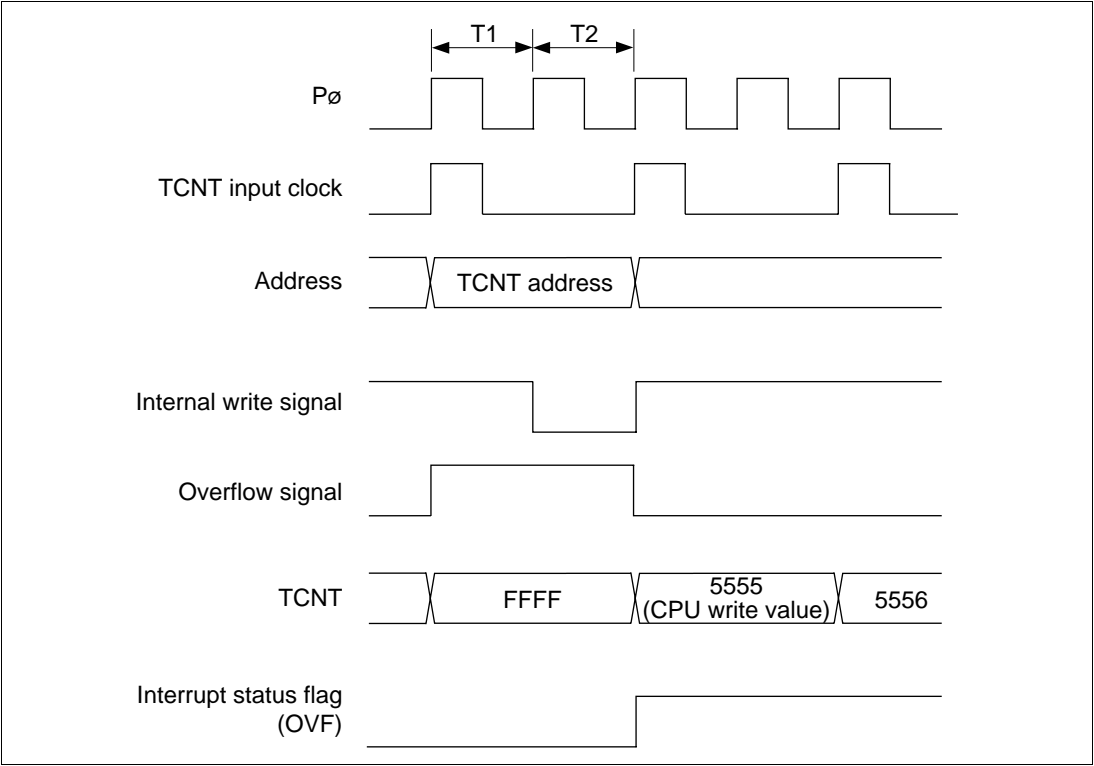 T1 T2
Pø
TCNT input clock
Address TCNT address
Internal write signal
Overflow signal
TCNT FFFF 5555 (CPU write value) 5556
Interrupt status flag
(OVF)